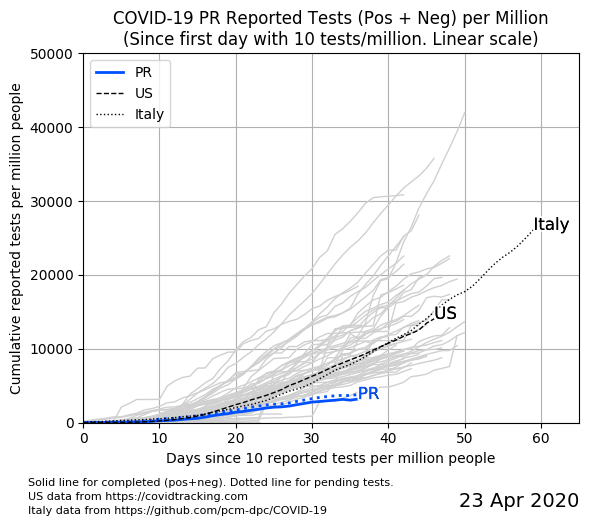 COVID-19 PR Reported Tests (Pos + Neg) per Million
(Since first day with 10 tests/million. Linear scale)
50000
40000
30000
20000
10000
0
Cumulative reported tests per million people
PR
US
Italy
Italy
US
PR
0 10 20 30 40 50 60
Days since 10 reported tests per million people
Solid line for completed (pos+neg). Dotted line for pending tests.
US data from https://covidtracking.com
Italy data from https://github.com/pcm-dpc/COVID-19
23 Apr 2020